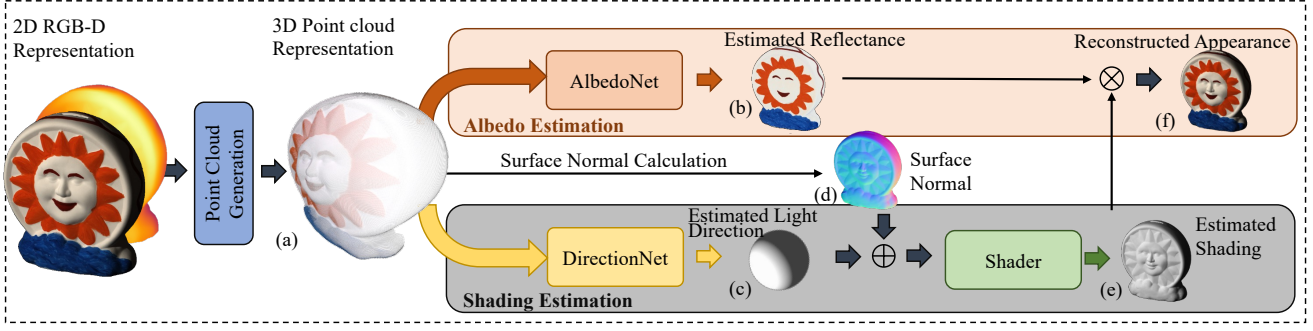 2D RGB-D
Representation
3D Point cloud
Representation
Point Cloud
Generation
(a)
AlbedoNet
Estimated Reflectance
(b)
Reconstructed Appearance
(f)
Albedo Estimation
Surface Normal Calculation
(d)
Surface
Normal
DirectionNet
Estimated Light
Direction
(c)
Shader
(e)
Estimated
Shading
Shading Estimation